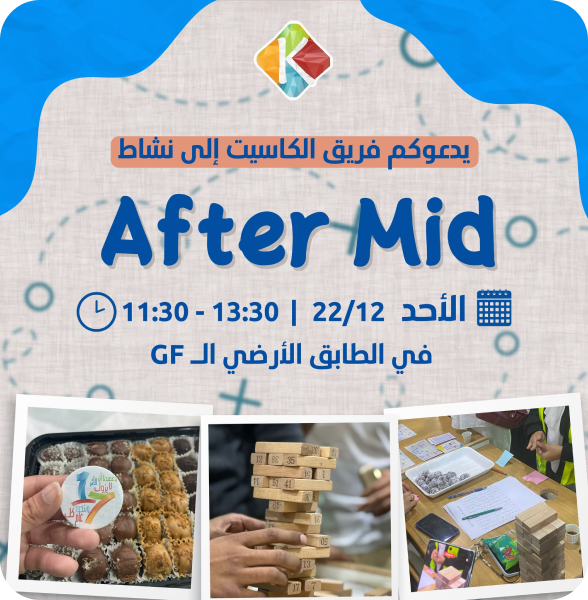 K
يدعوكم فريق الكاسيت إلى نشاط
After Mid
الأحد 22/12 | 11:30 - 13:30
في الطابق الأرضي الـ GF